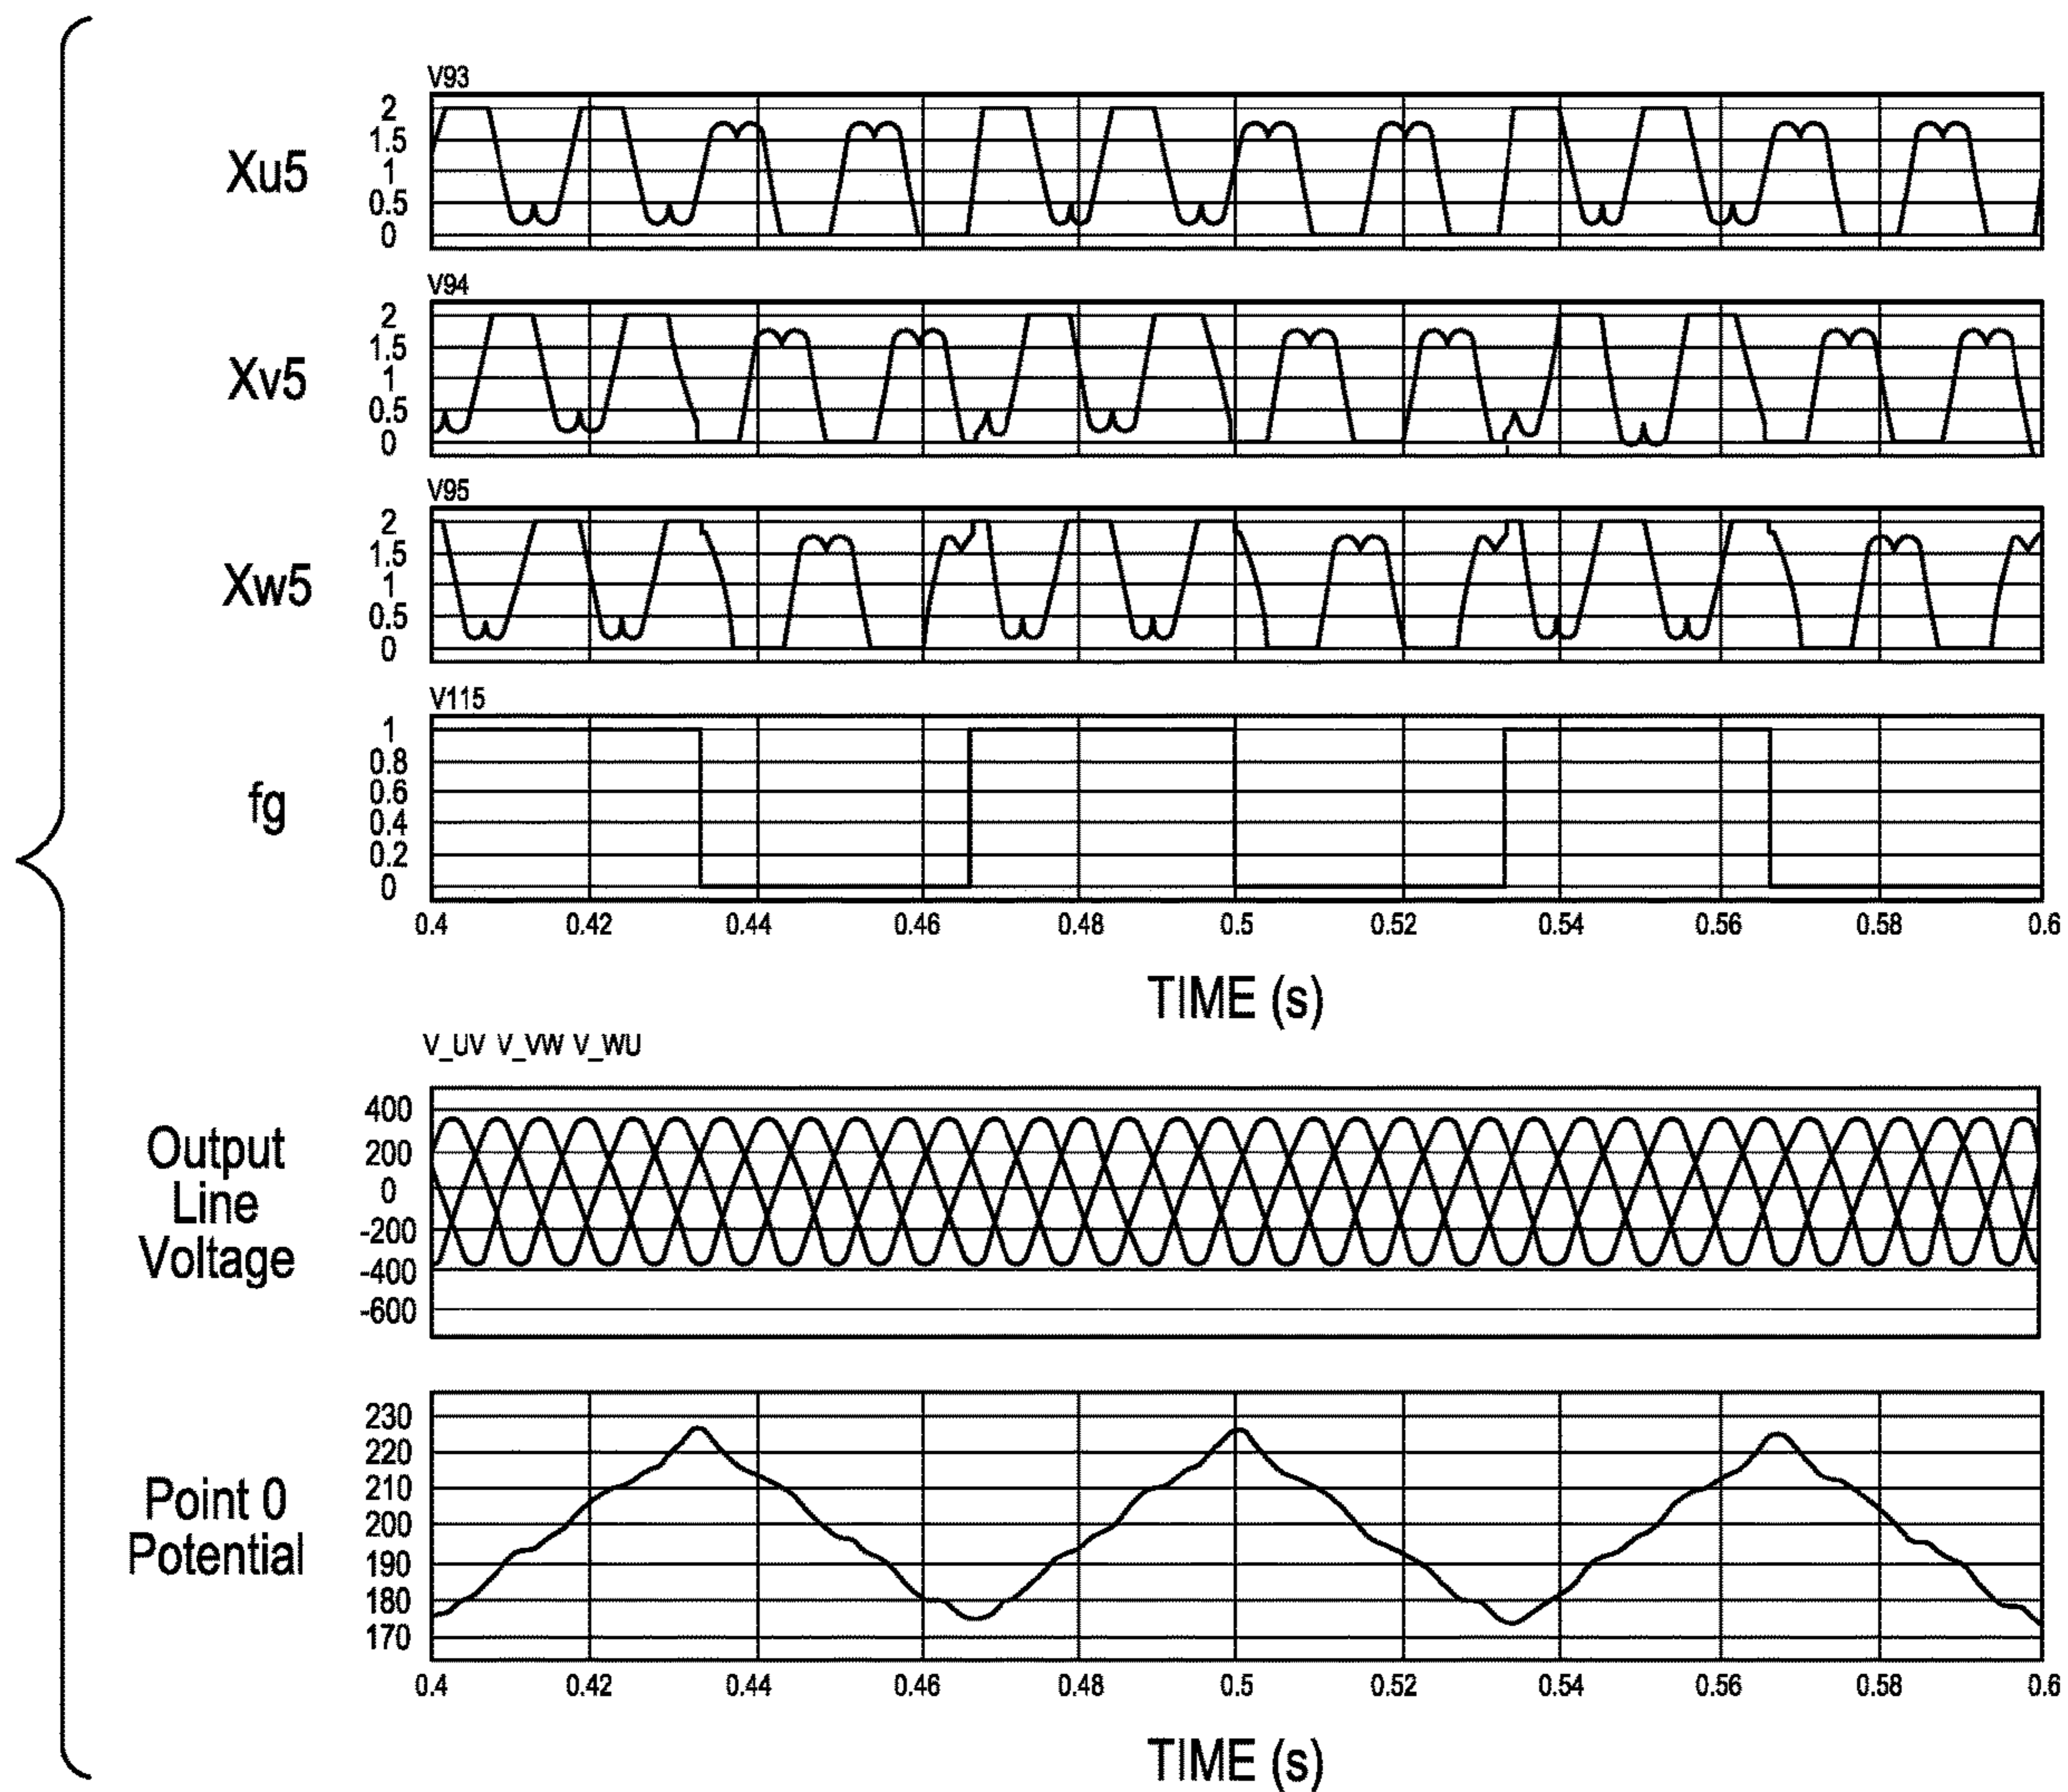 V93
Xu5
2
1.5
1
0.5
0
V94
Xv5
2
1.5
1
0.5
0
V95
Xw5
2
1.5
1
0.5
0
V115
fg
1
0.8
0.6
0.4
0.2
0
0.4 0.42 0.44 0.46 0.48 0.5 0.52 0.54 0.56 0.58 0.6
TIME (s)
V_UV V_VW V_WU
Output
Line
Voltage
400
200
0
-200
-400
-600
Point 0
Potential
230
220
210
200
190
180
170
0.4 0.42 0.44 0.46 0.48 0.5 0.52 0.54 0.56 0.58 0.6
TIME (s)